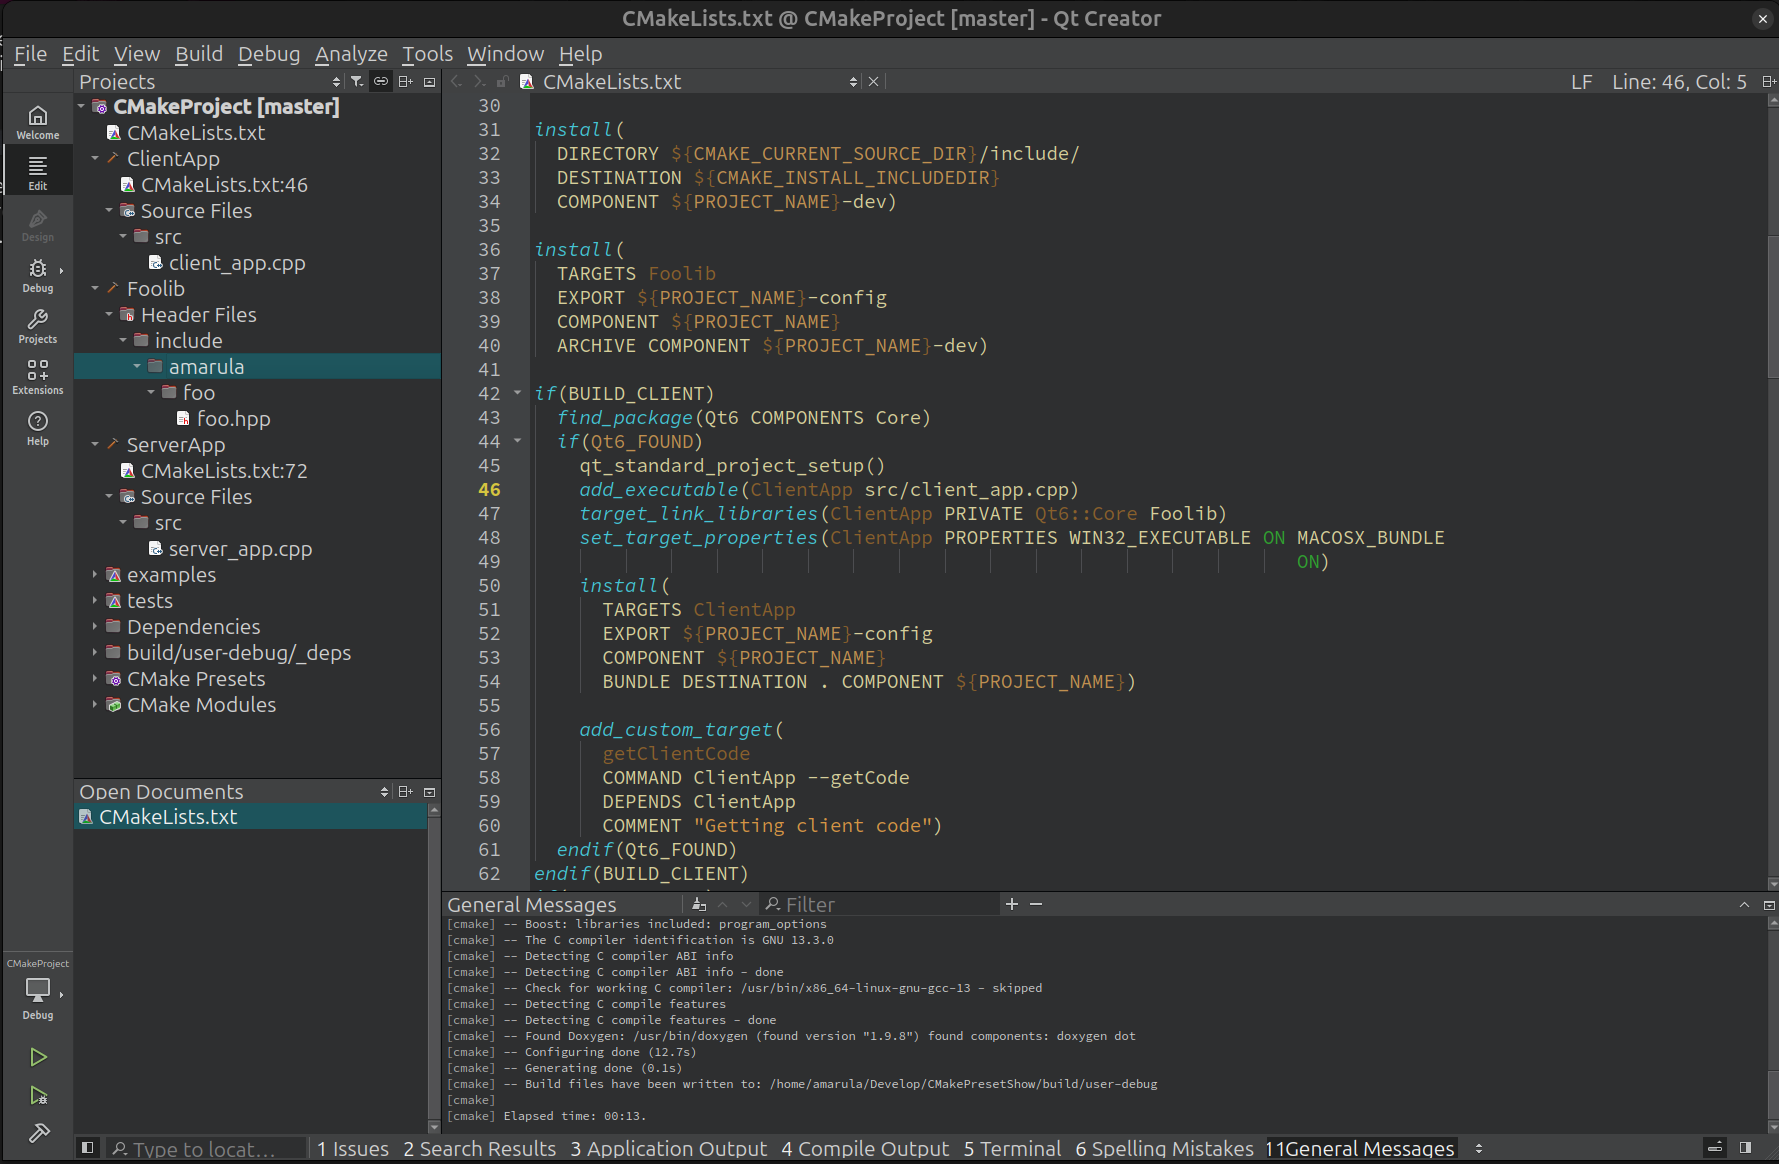 CMakeLists.txt @ CMakeProject [master] - Qt Creator
File Edit View Build Debug Analyze Tools Window Help
Projects
CMakeLists.txt
LF Line: 46, Col: 5
Welcome
Edit
Design
Debug
Projects
Extensions
Help
CMakeProject [master]
CMakeLists.txt
ClientApp
CMakeLists.txt:46
Source Files
src
client_app.cpp
Foolib
Header Files
include
amarula
foo
foo.hpp
ServerApp
CMakeLists.txt:72
Source Files
src
server_app.cpp
examples
tests
Dependencies
build/user-debug/_deps
CMake Presets
CMake Modules
Open Documents
CMakeLists.txt
30
31 install(
32 DIRECTORY ${CMAKE_CURRENT_SOURCE_DIR}/include/
33 DESTINATION ${CMAKE_INSTALL_INCLUDEDIR}
34 COMPONENT ${PROJECT_NAME}-dev)
35
36 install(
37 TARGETS Foolib
38 EXPORT ${PROJECT_NAME}-config
39 COMPONENT ${PROJECT_NAME}
40 ARCHIVE COMPONENT ${PROJECT_NAME}-dev)
41
42 if(BUILD_CLIENT)
43 find_package(Qt6 COMPONENTS Core)
44 if(Qt6_FOUND)
45 qt_standard_project_setup()
46 add_executable(ClientApp src/client_app.cpp)
47 target_link_libraries(ClientApp PRIVATE Qt6::Core Foolib)
48 set_target_properties(ClientApp PROPERTIES WIN32_EXECUTABLE ON MACOSX_BUNDLE
49 ON)
50 install(
51 TARGETS ClientApp
52 EXPORT ${PROJECT_NAME}-config
53 COMPONENT ${PROJECT_NAME}
54 BUNDLE DESTINATION . COMPONENT ${PROJECT_NAME})
55
56 add_custom_target(
57 getClientCode
58 COMMAND ClientApp --getCode
59 DEPENDS ClientApp
60 COMMENT "Getting client code")
61 endif(Qt6_FOUND)
62 endif(BUILD_CLIENT)
General Messages Filter
[cmake] -- Boost: libraries included: program_options
[cmake] -- The C compiler identification is GNU 13.3.0
[cmake] -- Detecting C compiler ABI info
[cmake] -- Detecting C compiler ABI info - done
[cmake] -- Check for working C compiler: /usr/bin/x86_64-linux-gnu-gcc-13 - skipped
[cmake] -- Detecting C compile features
[cmake] -- Detecting C compile features - done
[cmake] -- Found Doxygen: /usr/bin/doxygen (found version "1.9.8") found components: doxygen dot
[cmake] -- Configuring done (12.7s)
[cmake] -- Generating done (0.1s)
[cmake] -- Build files have been written to: /home/amarula/Develop/CMakePresetShow/build/user-debug
[cmake]
[cmake] Elapsed time: 00:13.
CMakeProject
Debug
Type to locat...
1 Issues 2 Search Results 3 Application Output 4 Compile Output 5 Terminal 6 Spelling Mistakes 11General Messages